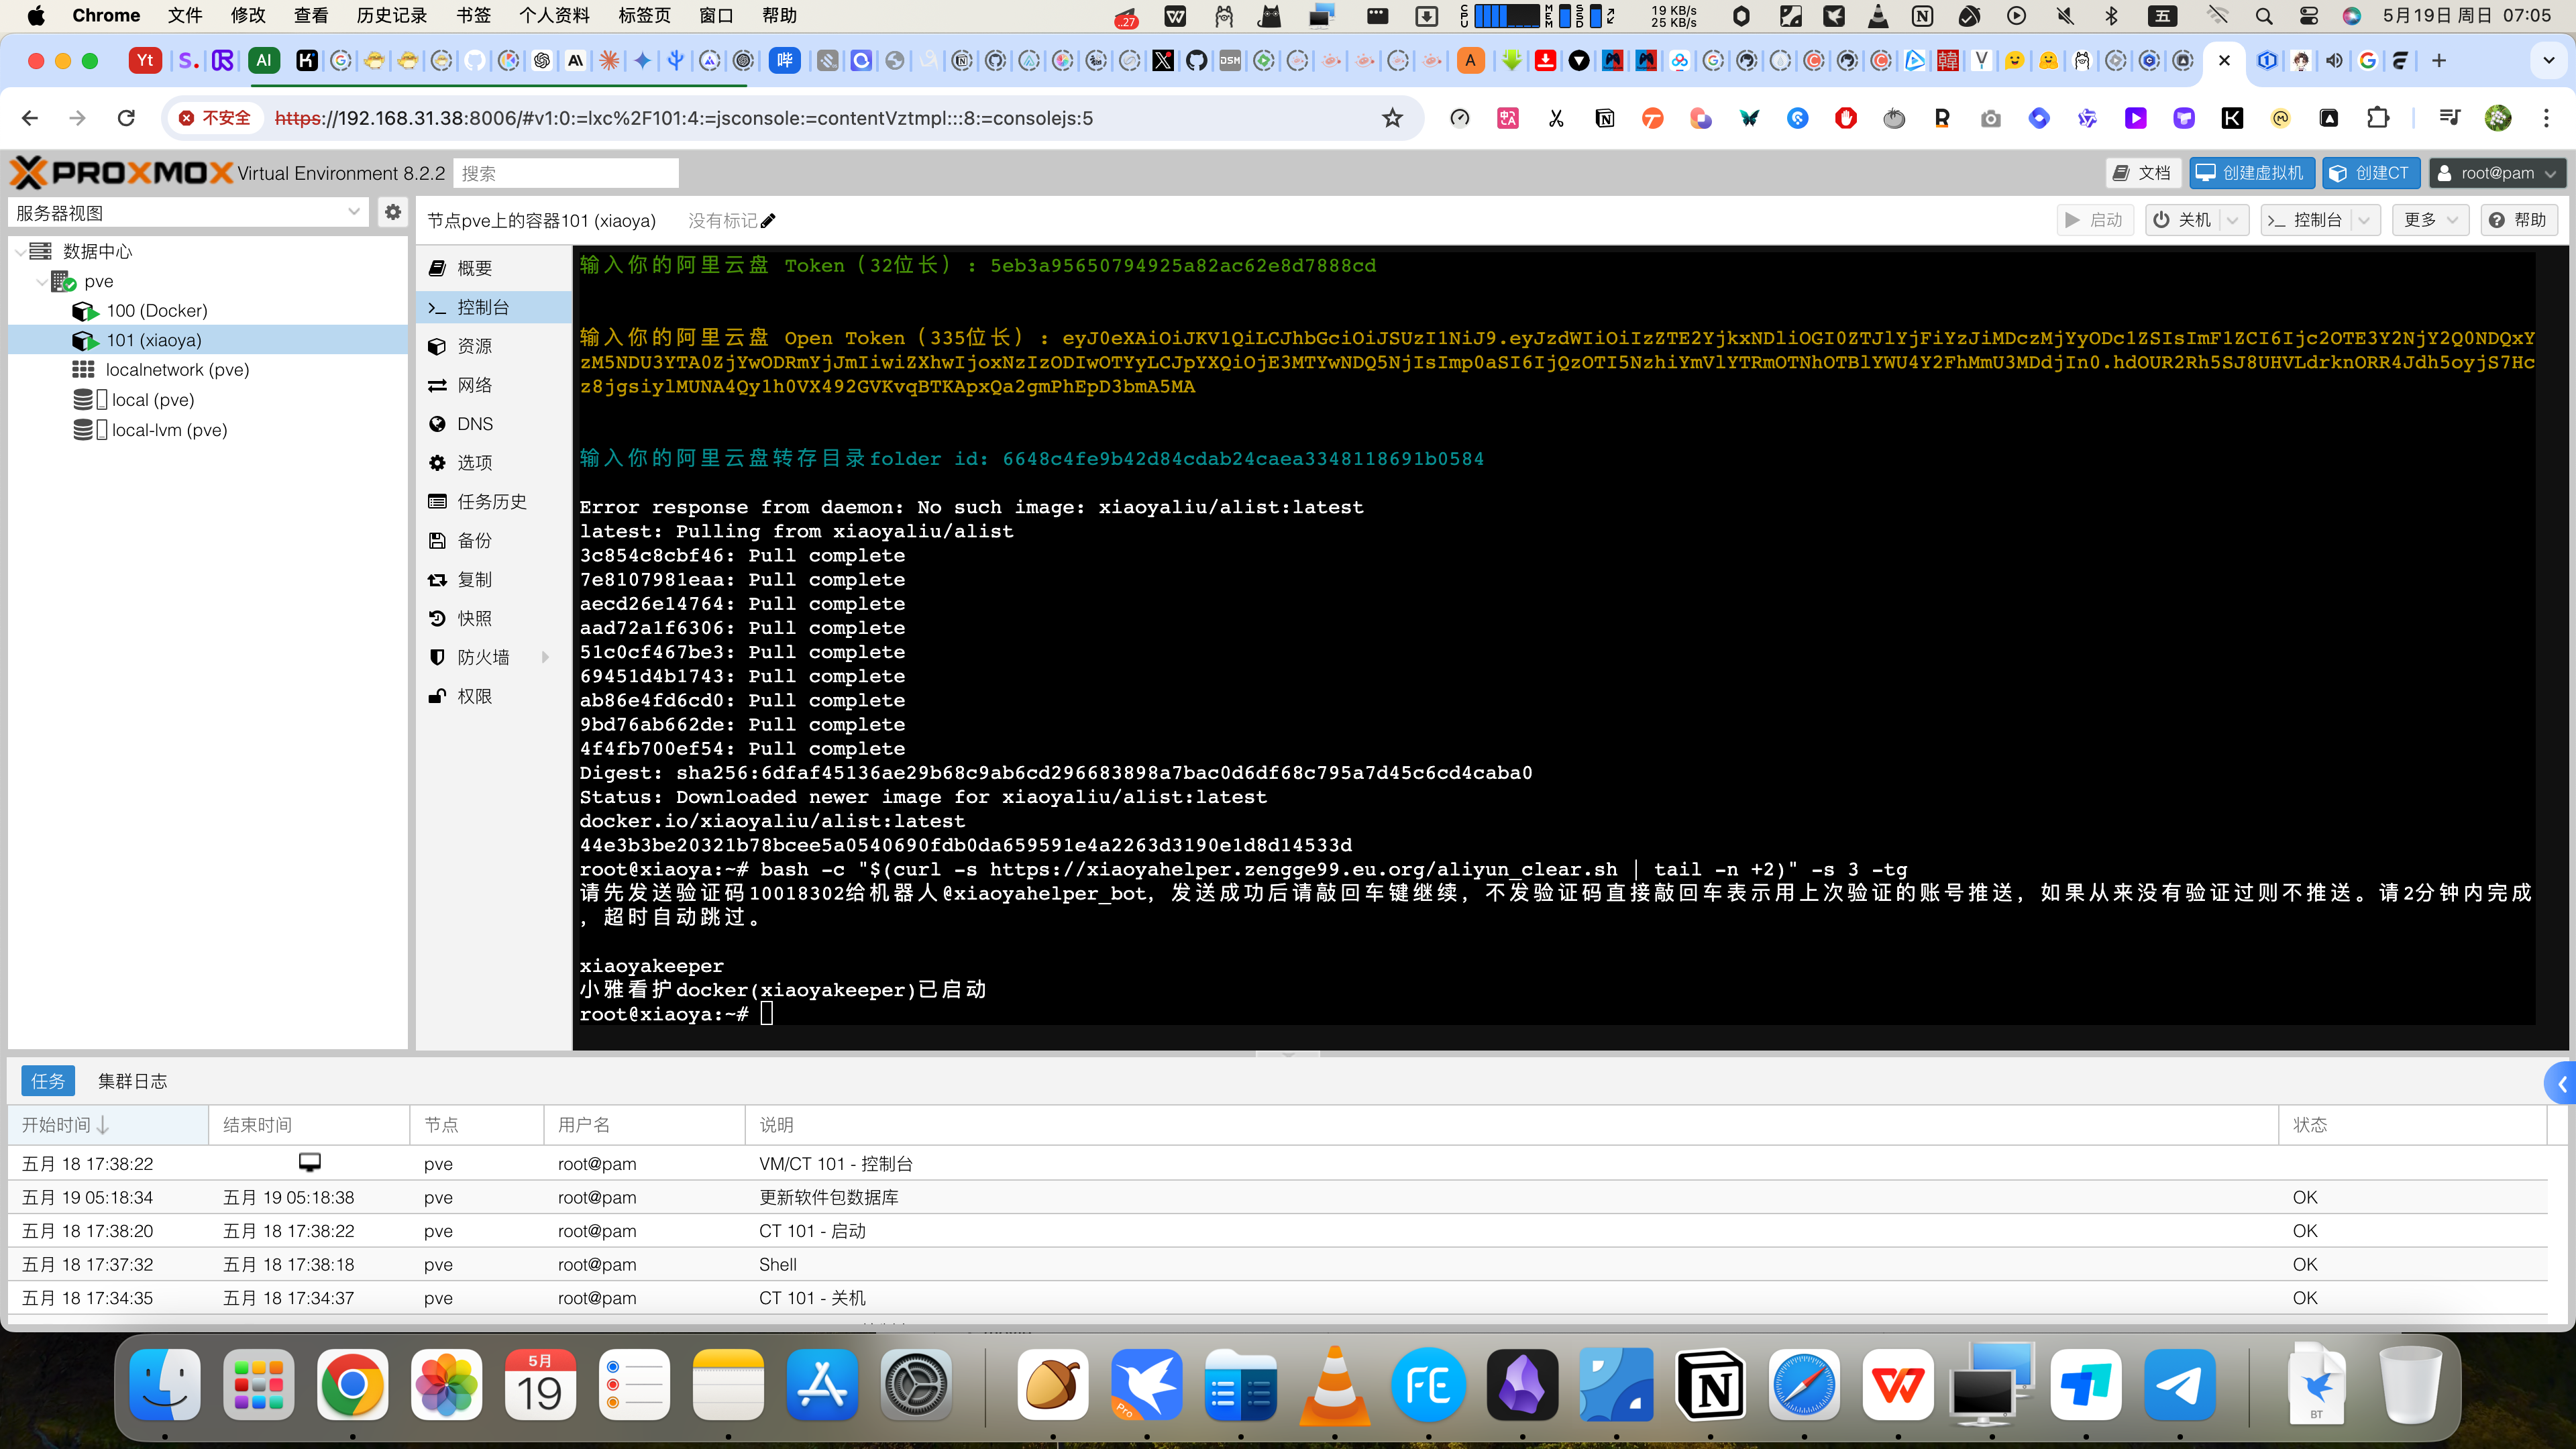 Chrome 文件 修改 查看 历史记录 书签 个人资料 标签页 窗口 帮助
19 KB/s
25 KB/s
5月19日 周日 07:05
不安全 https://192.168.31.38:8006/#v1:0:=lxc%2F101:4:=jsconsole:=contentVztmpl:::8:=consolejs:5
PROXMOX Virtual Environment 8.2.2 搜索 文档 创建虚拟机 创建CT root@pam
服务器视图
节点pve上的容器101 (xiaoya) 没有标记 启动 关机 控制台 更多 帮助
数据中心
pve
100 (Docker)
101 (xiaoya)
localnetwork (pve)
local (pve)
local-lvm (pve)
概要
控制台
资源
网络
DNS
选项
任务历史
备份
复制
快照
防火墙
权限
输入你的阿里云盘 Token（32位长）: 5eb3a95650794925a82ac62e8d7888cd
输入你的阿里云盘 Open Token（335位长）:
输入你的阿里云盘转存目录folder id: 6648c4fe9b42d84cdab24caea3348118691b0584
Error response from daemon: No such image: xiaoyaliu/alist:latest
latest: Pulling from xiaoyaliu/alist
3c854c8cbf46: Pull complete
7e8107981eaa: Pull complete
aecd26e14764: Pull complete
aad72a1f6306: Pull complete
51c0cf467be3: Pull complete
69451d4b1743: Pull complete
ab86e4fd6cd0: Pull complete
9bd76ab662de: Pull complete
4f4fb700ef54: Pull complete
Digest: sha256:6dfaf45136ae29b68c9ab6cd296683898a7bac0d6df68c795a7d45c6cd4caba0
Status: Downloaded newer image for xiaoyaliu/alist:latest
docker.io/xiaoyaliu/alist:latest
44e3b3be20321b78bcee5a0540690fdb0da659591e4a2263d3190e1d8d14533d
root@xiaoya:~# bash -c "$(curl -s https://xiaoyahelper.zengge99.eu.org/aliyun_clear.sh | tail -n +2)" -s 3 -tg
请先发送验证码10018302给机器人@xiaoyahelper_bot，发送成功后请敲回车键继续，不发验证码直接敲回车表示用上次验证的账号推送，如果从来没有验证过则不推送。请2分钟内完成
，超时自动跳过。
xiaoyakeeper
小雅看护docker(xiaoyakeeper)已启动
root@xiaoya:~#
任务 集群日志
开始时间 结束时间 节点 用户名 说明 状态
五月 18 17:38:22 pve root@pam VM/CT 101 - 控制台
五月 19 05:18:34 五月 19 05:18:38 pve root@pam 更新软件包数据库 OK
五月 18 17:38:20 五月 18 17:38:22 pve root@pam CT 101 - 启动 OK
五月 18 17:37:32 五月 18 17:38:18 pve root@pam Shell OK
五月 18 17:34:35 五月 18 17:34:37 pve root@pam CT 101 - 关机 OK
5月
19